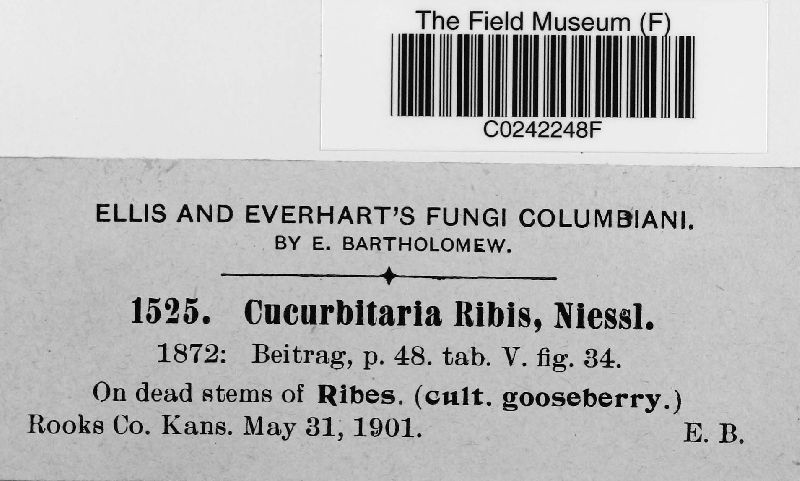 The Field Museum (F)
C0242248F
ELLIS AND EVERHART'S FUNGI COLUMBIANI.
BY E. BARTHOLOMEW.
1525. Cucurbitaria Ribis, Niessl.
1872: Beitrag, p. 48. tab. V. fig. 34.
On dead stems of Ribes. (cult. gooseberry.)
Rooks Co. Kans. May 31, 1901. E. B.